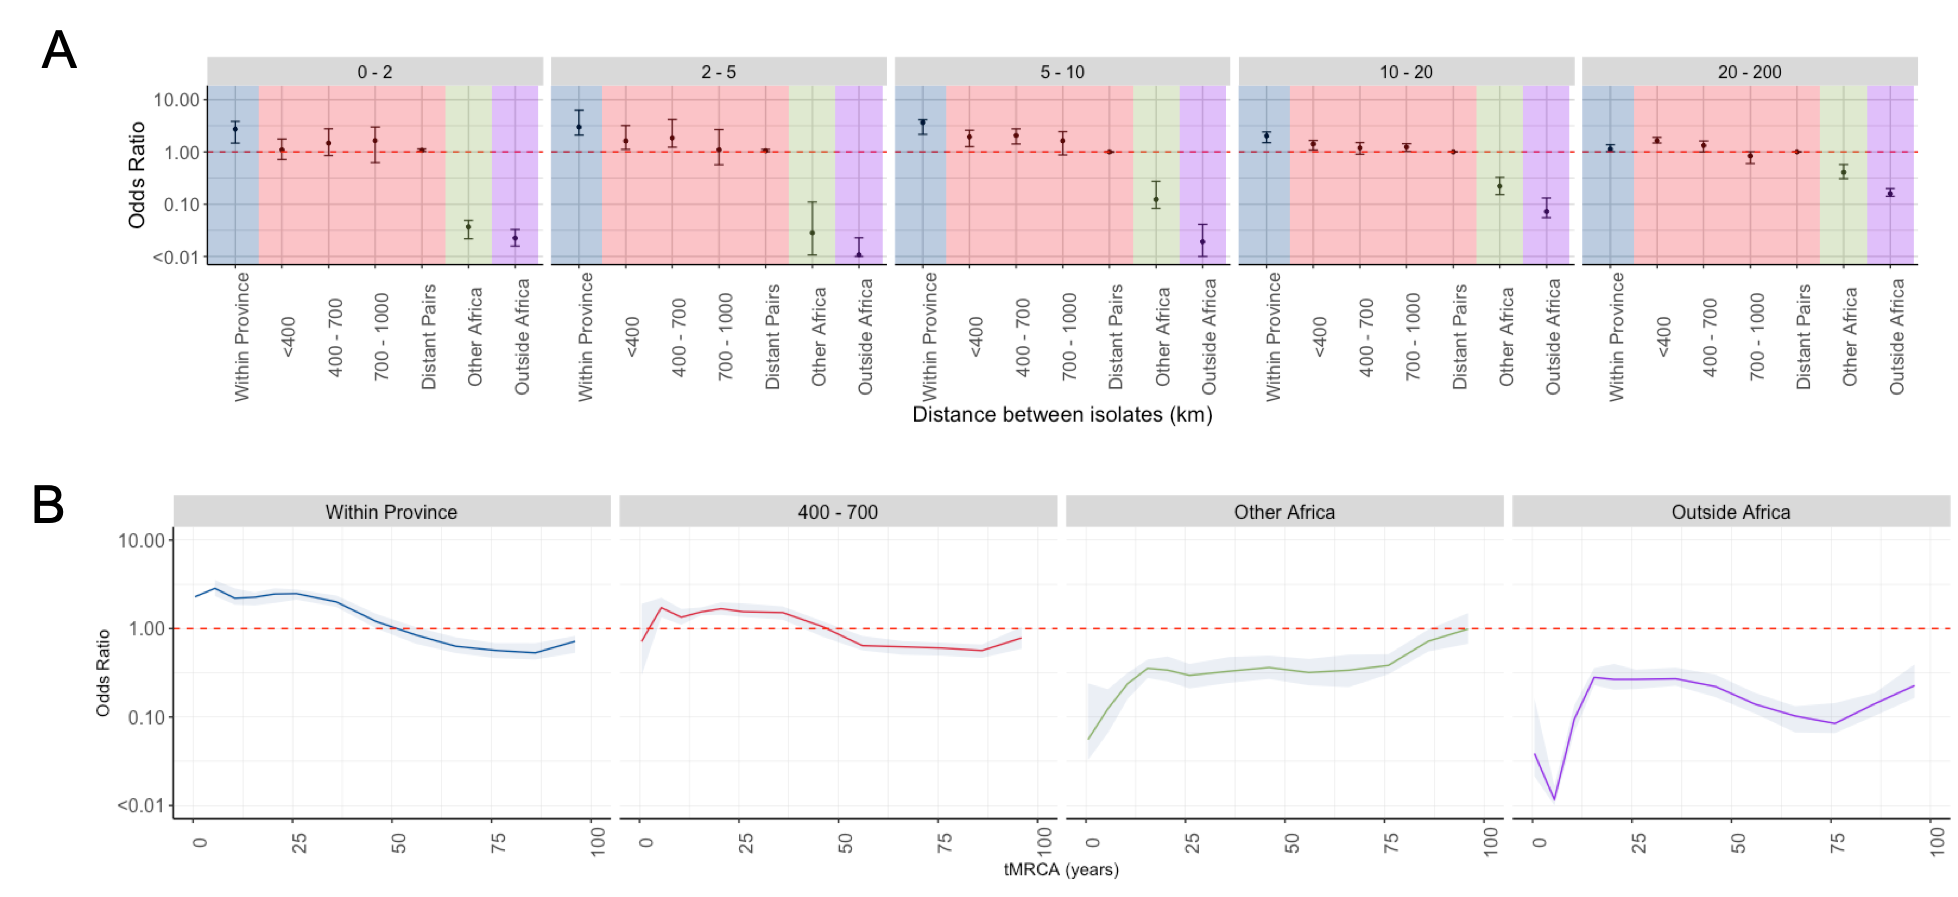 A
0 - 2
2 - 5
5 - 10
10 - 20
20 - 200
Odds Ratio
10.00
1.00
0.10
<0.01
Within Province
<400
400 - 700
700 - 1000
Distant Pairs
Other Africa
Outside Africa
Within Province
<400
400 - 700
700 - 1000
Distant Pairs
Other Africa
Outside Africa
Within Province
<400
400 - 700
700 - 1000
Distant Pairs
Other Africa
Outside Africa
Within Province
<400
400 - 700
700 - 1000
Distant Pairs
Other Africa
Outside Africa
Within Province
<400
400 - 700
700 - 1000
Distant Pairs
Other Africa
Outside Africa
Distance between isolates (km)
B
Within Province
400 - 700
Other Africa
Outside Africa
Odds Ratio
10.00
1.00
0.10
<0.01
0 25 50 75 100
0 25 50 75 100
0 25 50 75 100
0 25 50 75 100
tMRCA (years)